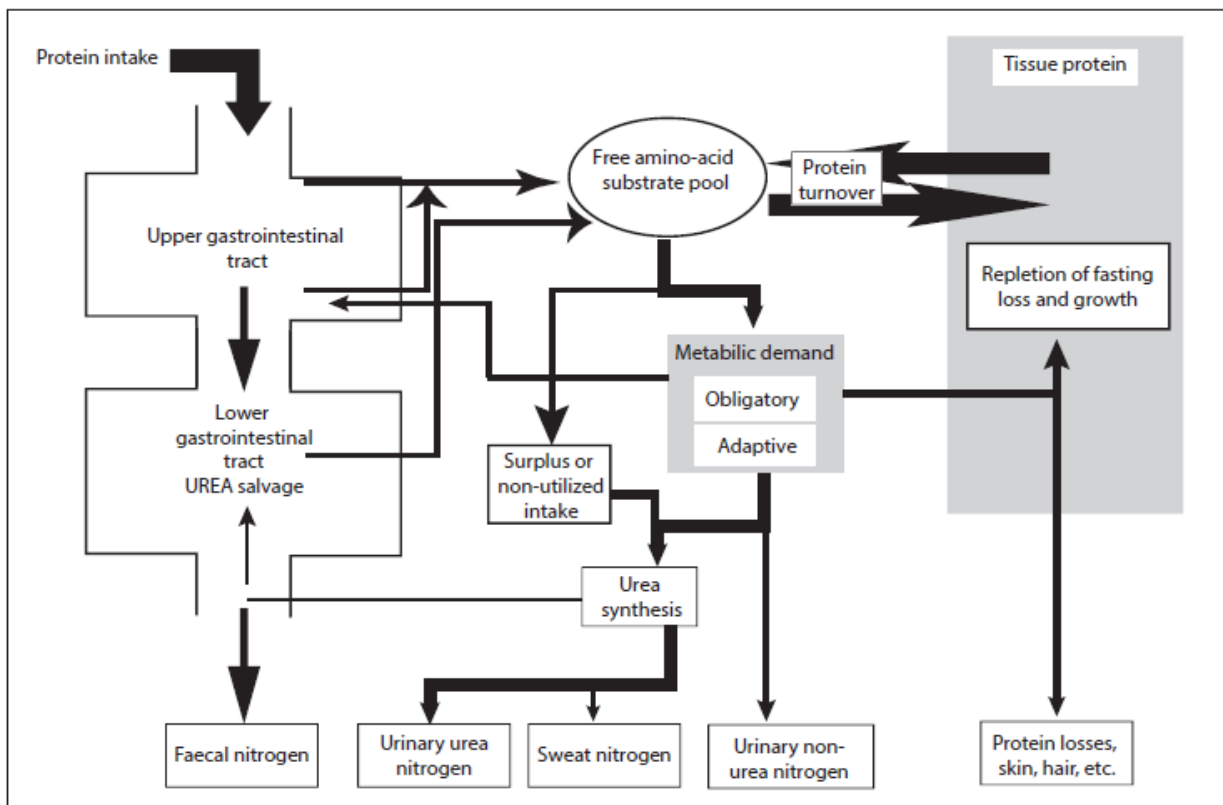 Protein intake
Tissue protein
Free amino-acid
substrate pool
Protein
turnover
Upper gastrointestinal
tract
Repletion of fasting
loss and growth
Metabilic demand
Obligatory
Adaptive
Lower
gastrointestinal
tract
UREA salvage
Surplus or
non-utilized
intake
Urea
synthesis
Faecal nitrogen
Urinary urea
nitrogen
Sweat nitrogen
Urinary non-
urea nitrogen
Protein losses,
skin, hair, etc.